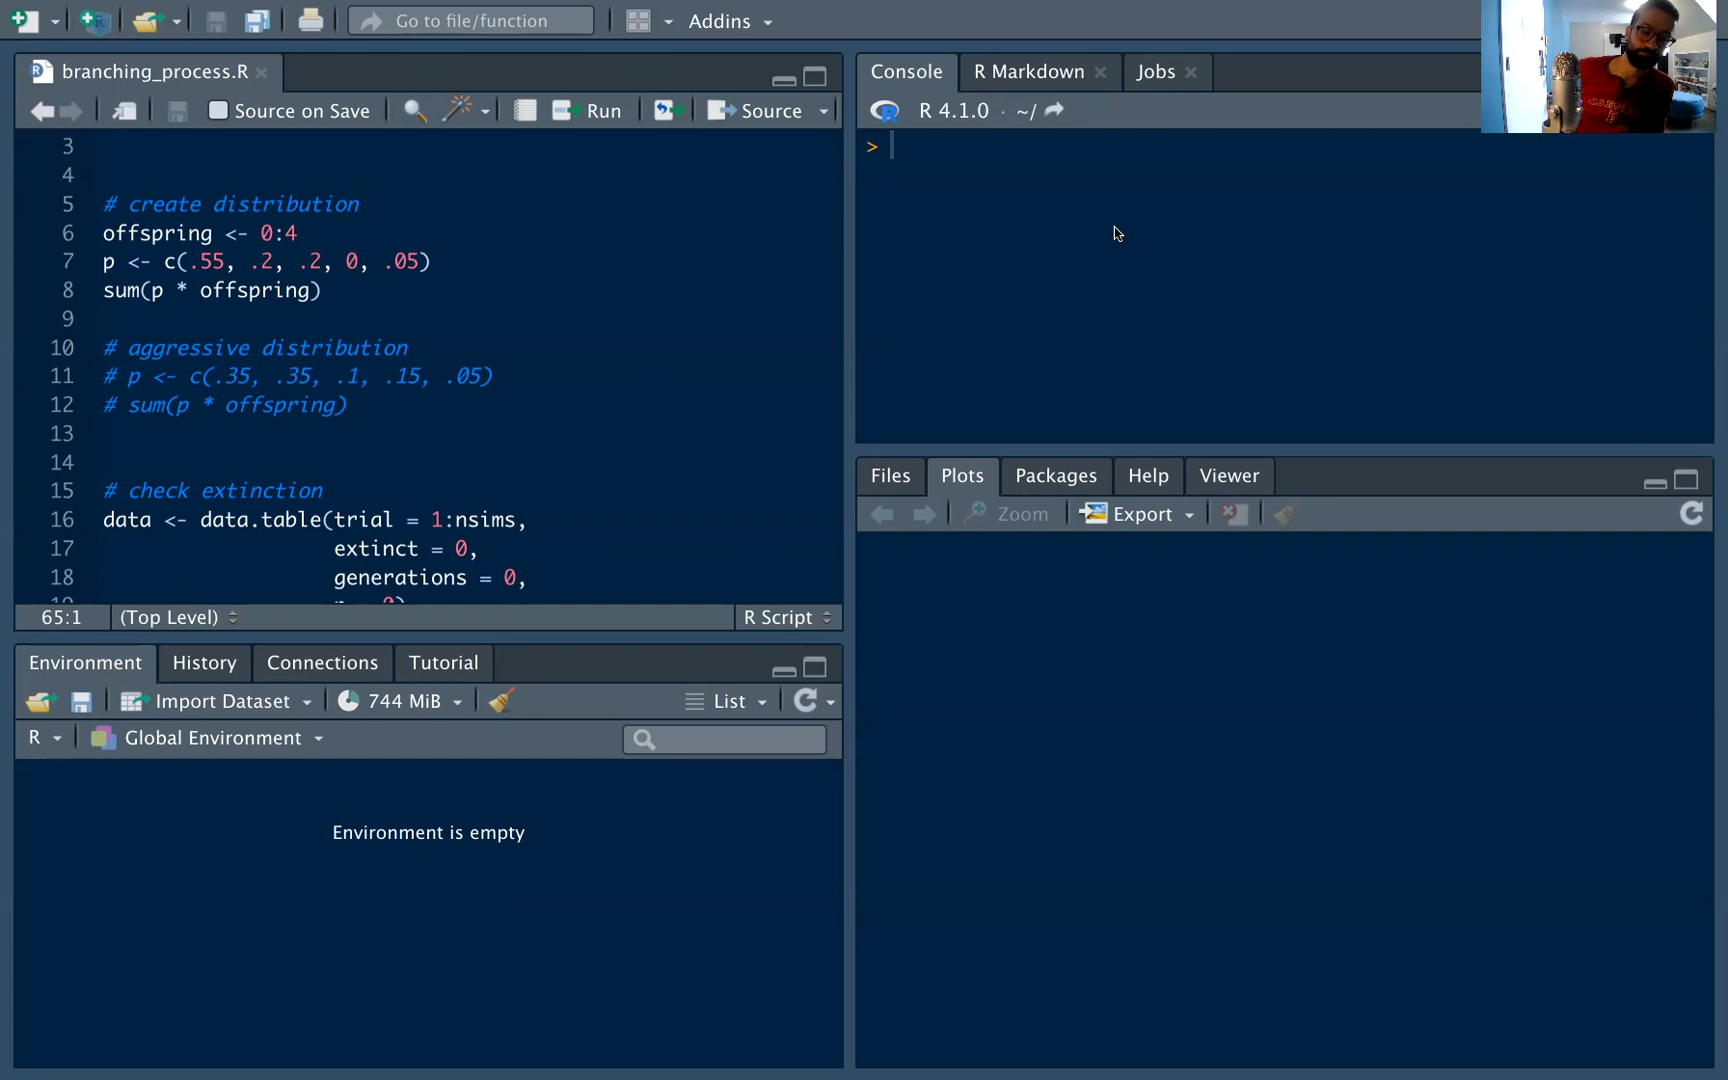 Go to file/function
Addins
branching_process.R
Source on Save
Run
Source
3
4
5 # create distribution
6 offspring <- 0:4
7 p <- c(.55, .2, .2, 0, .05)
8 sum(p * offspring)
9
10 # aggressive distribution
11 # p <- c(.35, .35, .1, .15, .05)
12 # sum(p * offspring)
13
14
15 # check extinction
16 data <- data.table(trial = 1:nsims,
17 extinct = 0,
18 generations = 0,
65:1 (Top Level) R Script
Environment History Connections Tutorial
Import Dataset 744 MiB List
R Global Environment
Environment is empty
Console R Markdown Jobs
R 4.1.0 · ~/
>
Files Plots Packages Help Viewer
Zoom Export